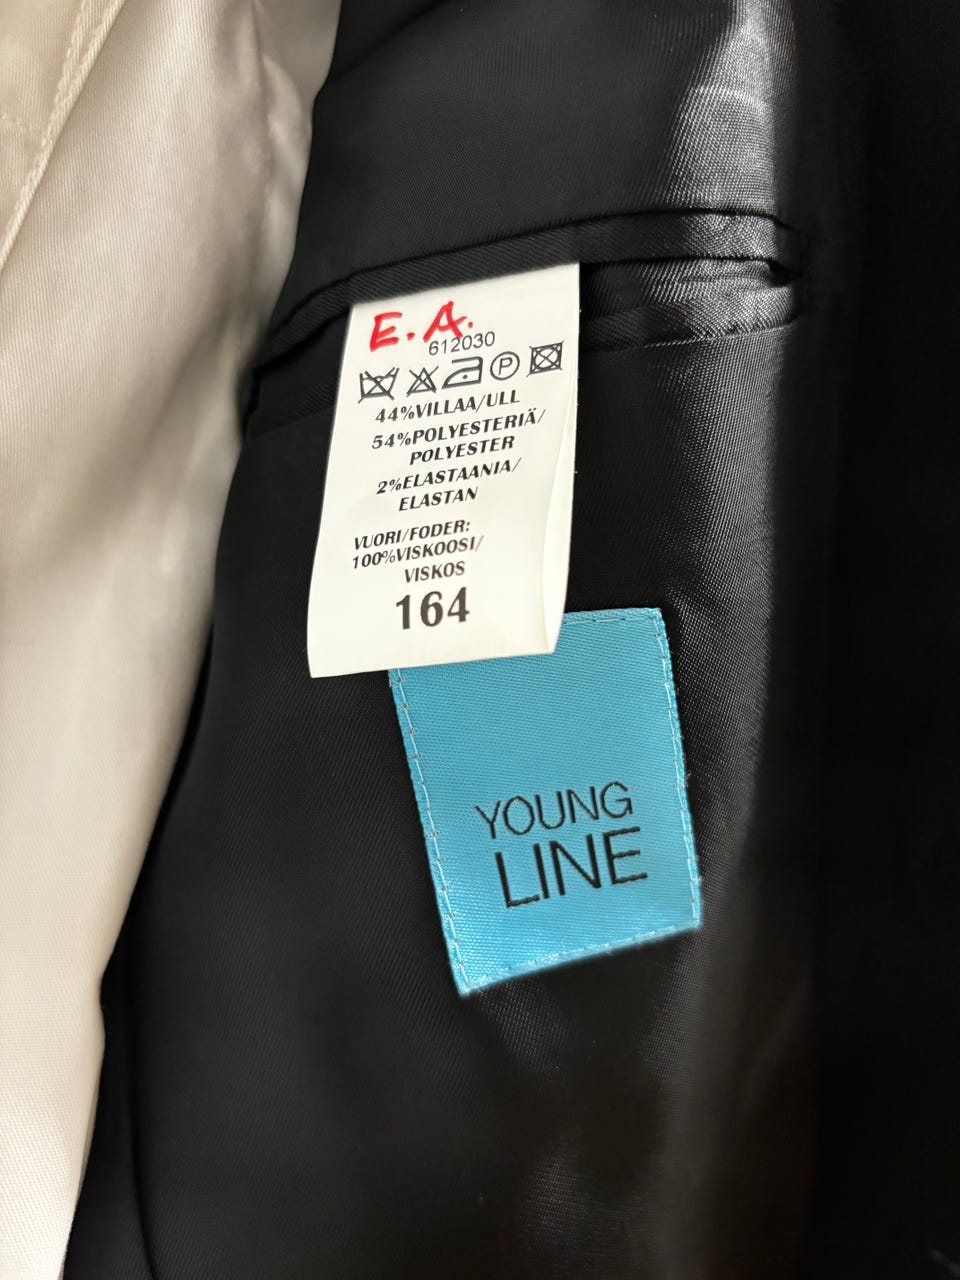 E.A.
612030
P
44%VILLAA/ULL
54%POLYESTERIÄ/
POLYESTER
2%ELASTAANIA/
ELASTAN
VUORI/FODER:
100%VISKOOSI/
VISKOS
164
YOUNG
LINE